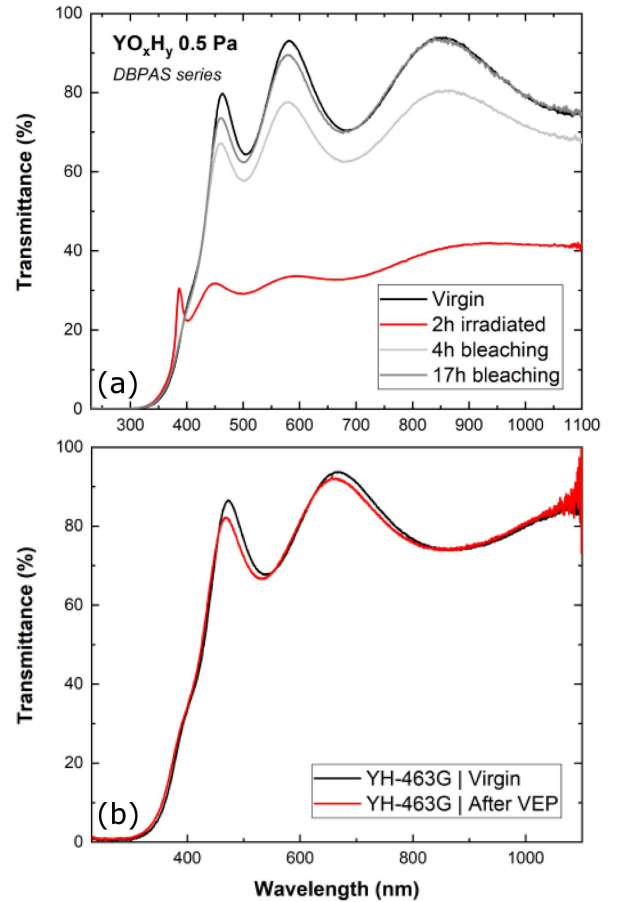 100
YOₓHᵧ 0.5 Pa
DBPAS series
80
60
40
20
0
Transmittance (%)
Virgin
2h irradiated
4h bleaching
17h bleaching
(a)
300 400 500 600 700 800 900 1000 1100
100
80
60
40
20
0
Transmittance (%)
YH-463G | Virgin
YH-463G | After VEP
(b)
400 600 800 1000
Wavelength (nm)